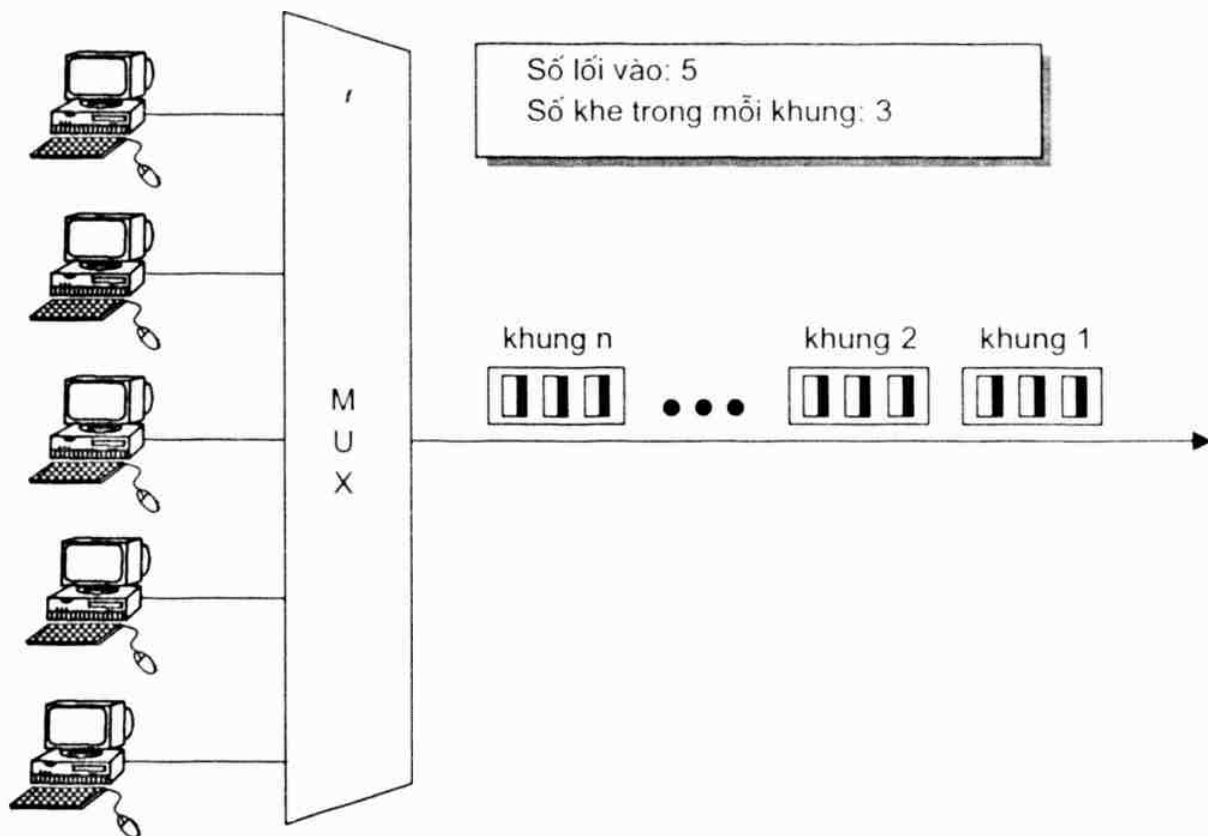 Số lối vào: 5
Số khe trong mỗi khung: 3
khung n
khung 2
khung 1
M
U
X